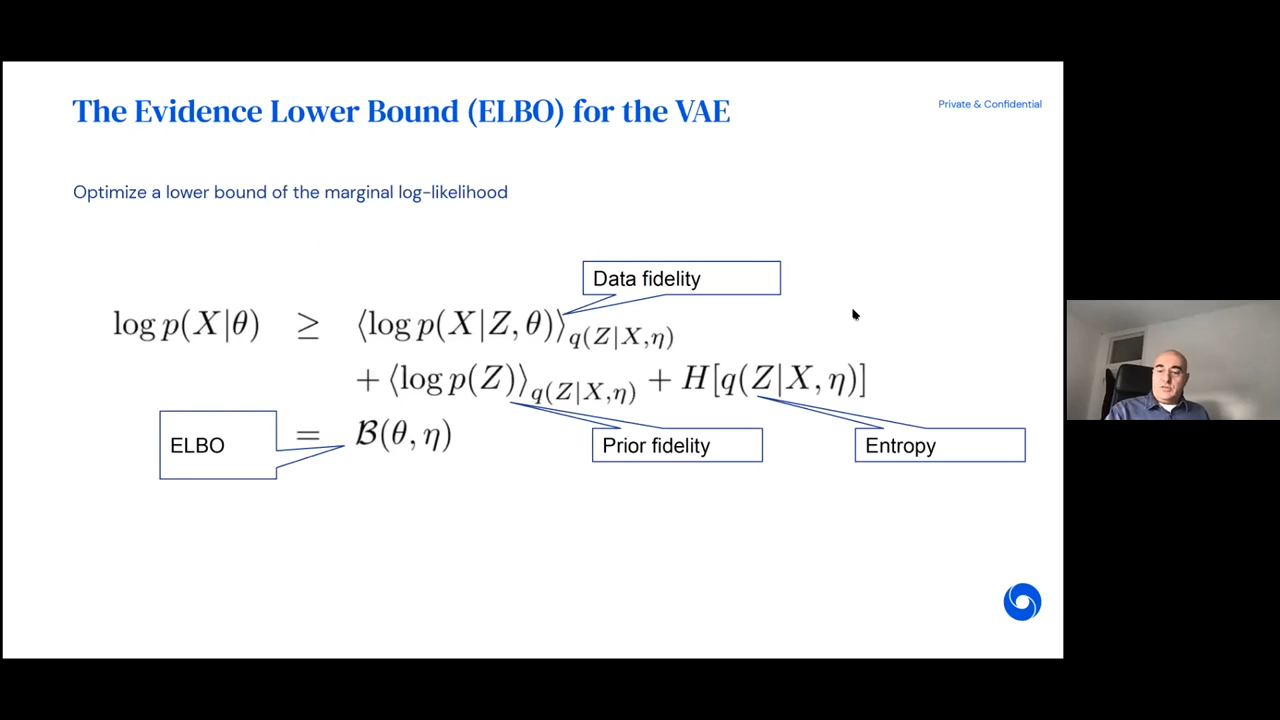 The Evidence Lower Bound (ELBO) for the VAE
Private & Confidential
Optimize a lower bound of the marginal log-likelihood
Data fidelity
log p(X|θ) ≥ ⟨log p(X|Z, θ)⟩_{q(Z|X,η)}
+ ⟨log p(Z)⟩_{q(Z|X,η)} + H[q(Z|X, η)]
ELBO
= ℬ(θ, η)
Prior fidelity
Entropy